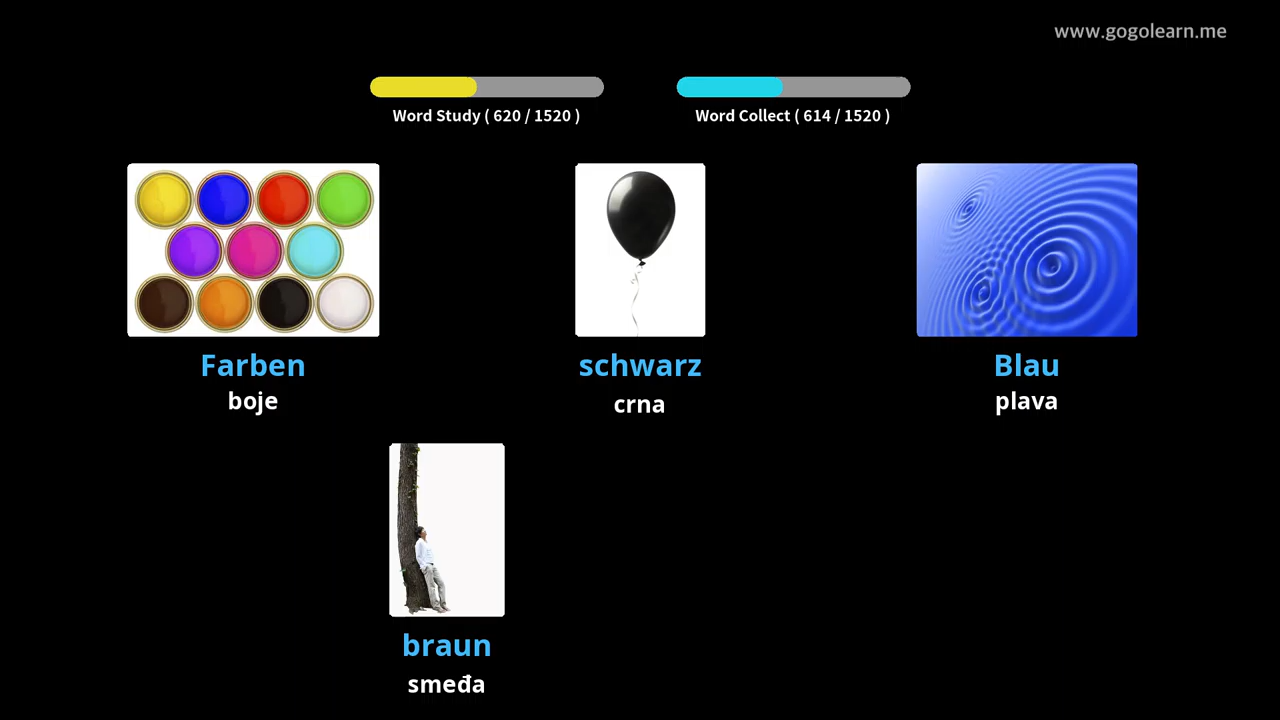 www.gogolearn.me
Word Study ( 620 / 1520 )
Word Collect ( 614 / 1520 )
Farben
boje
schwarz
crna
Blau
plava
braun
smeđa